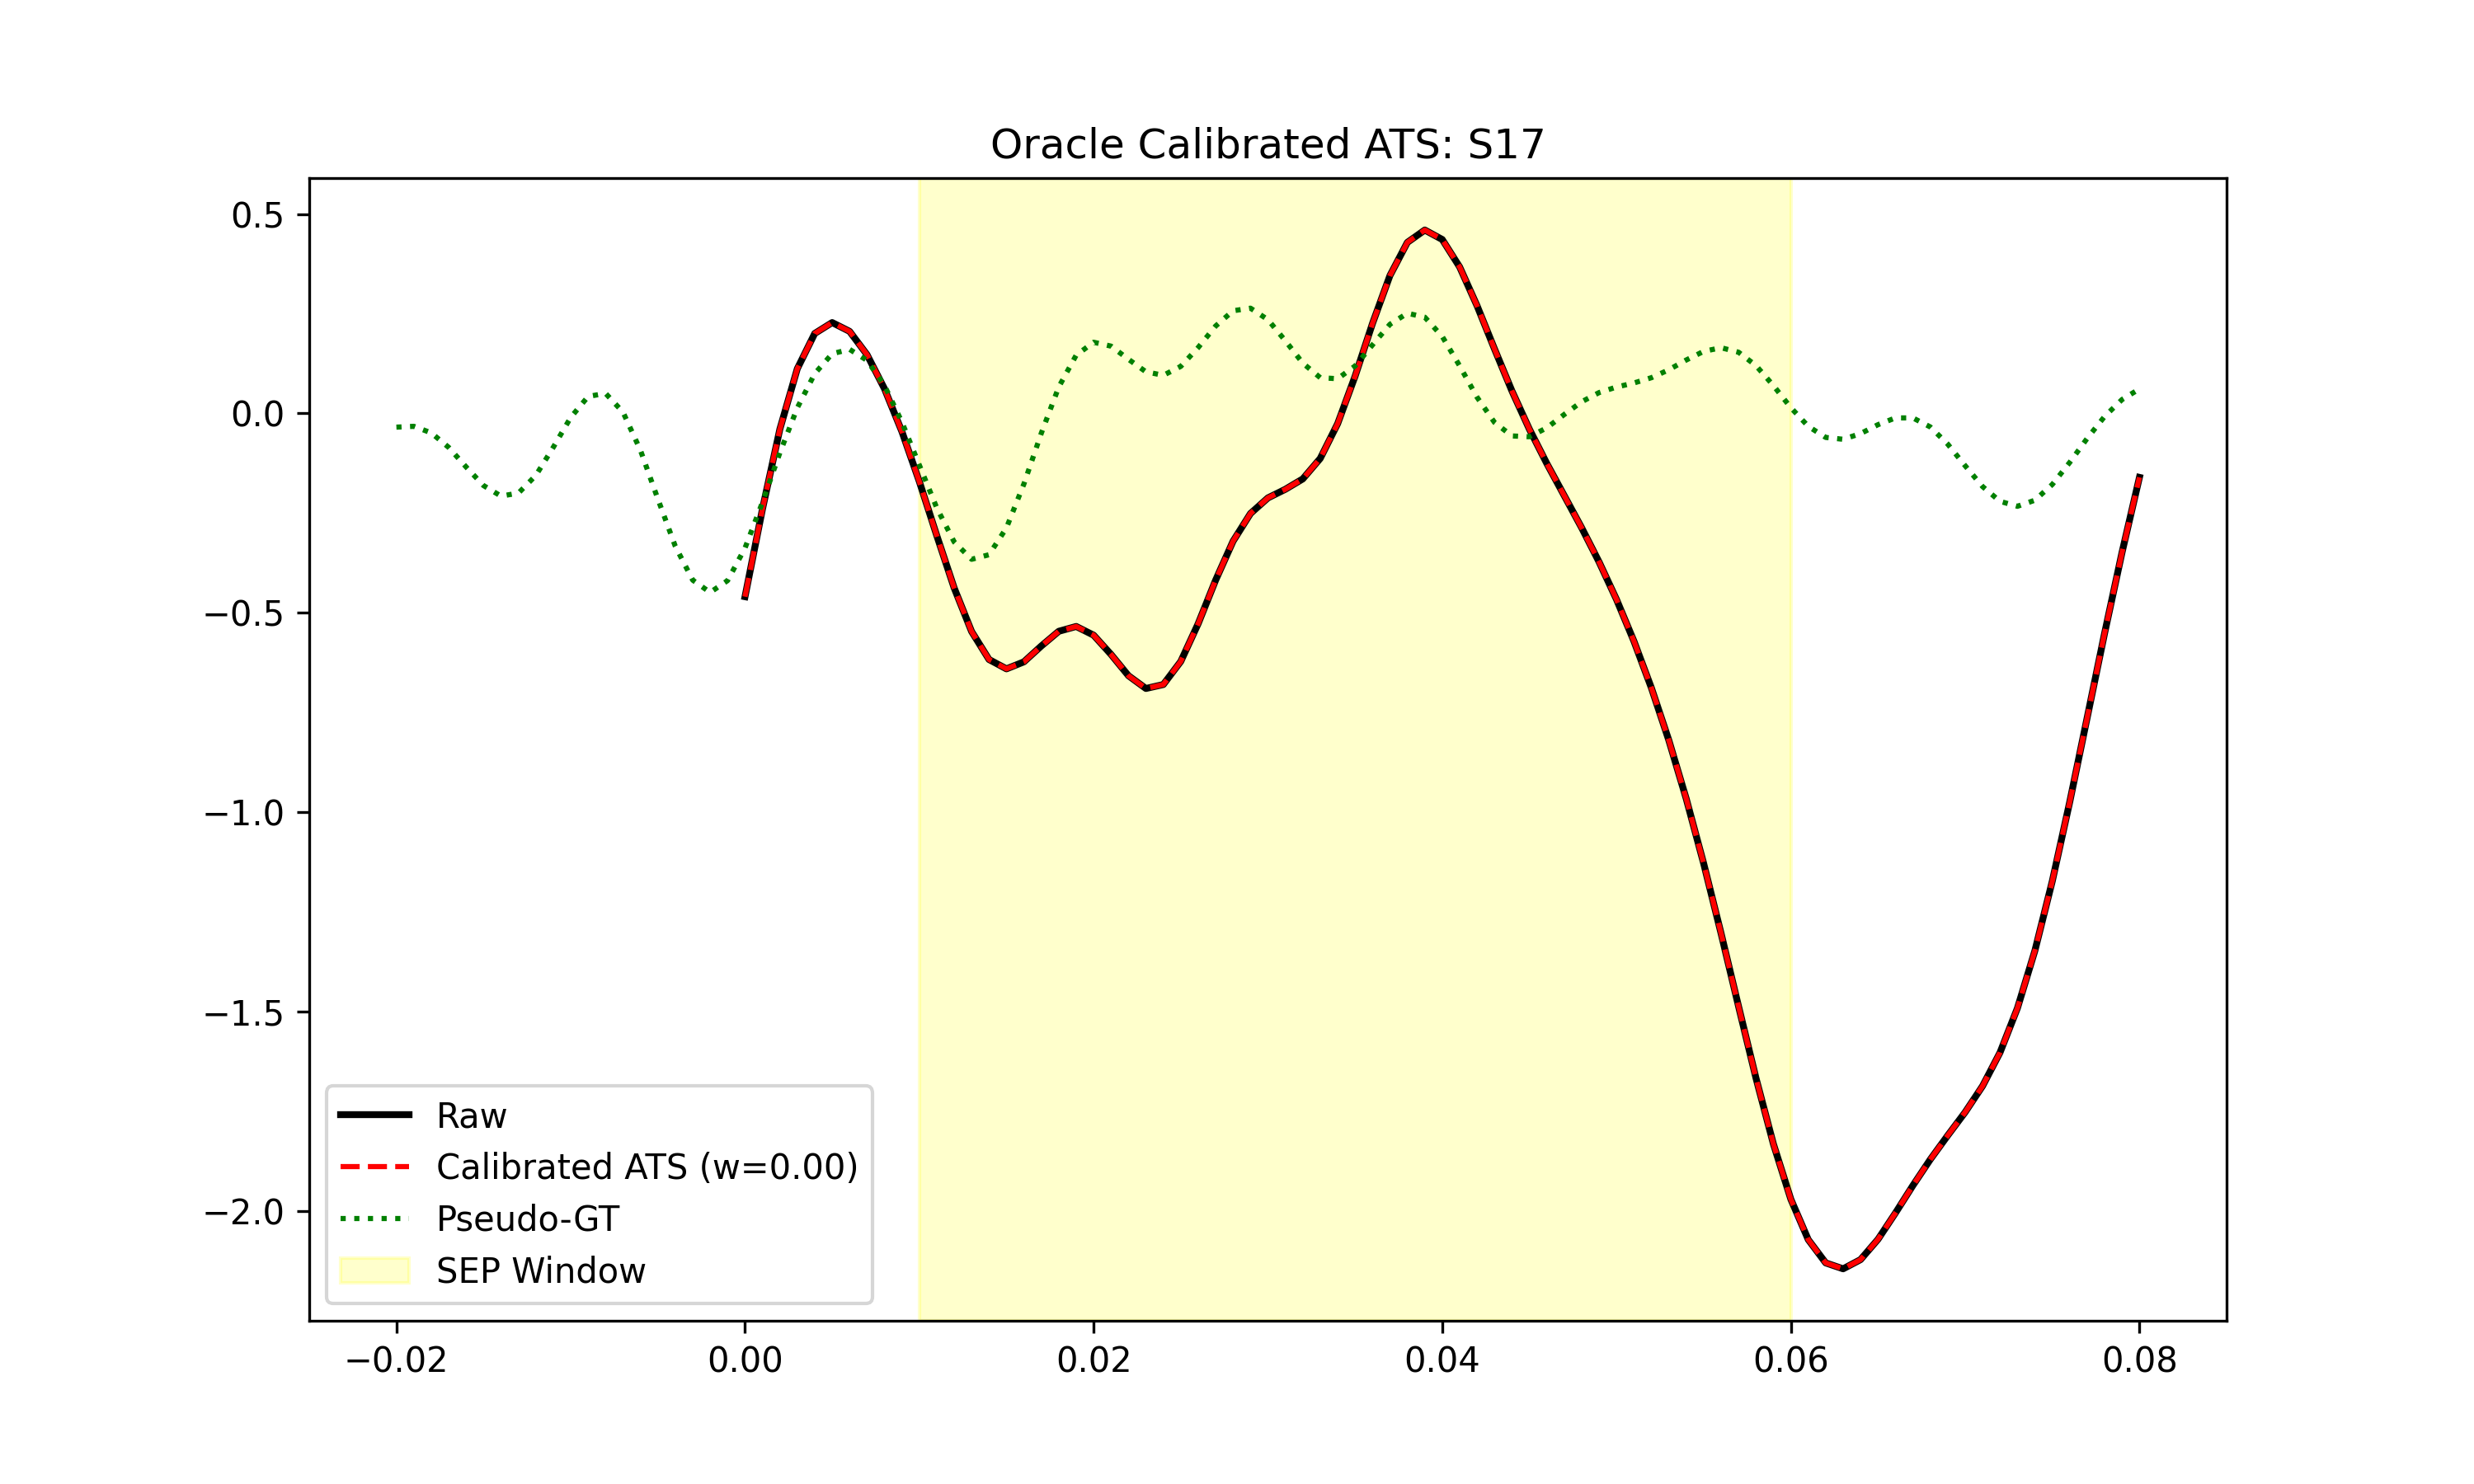 Oracle Calibrated ATS: S17
0.5
0.0
−0.5
−1.0
−1.5
−2.0
Raw
Calibrated ATS (w=0.00)
Pseudo-GT
SEP Window
−0.02
0.00
0.02
0.04
0.06
0.08